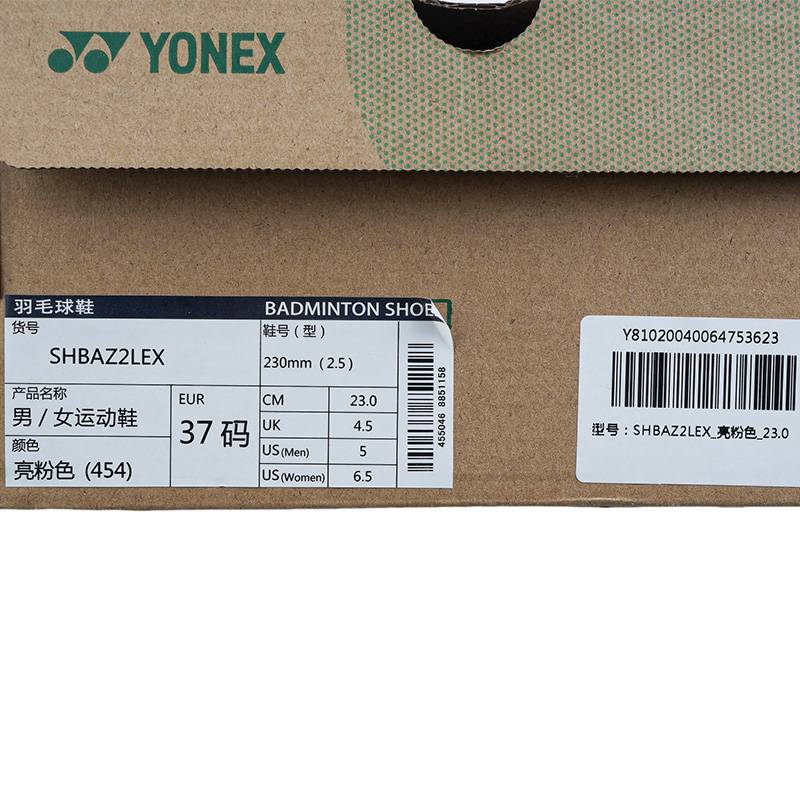 YONEX
羽毛球鞋 BADMINTON SHOE
货号
SHBAZ2LEX
鞋号(型)
230mm (2.5)
产品名称
男/女运动鞋
颜色
亮粉色 (454)
EUR
37 码
CM 23.0
UK 4.5
US(Men) 5
US(Women) 6.5
455046 8851158
Y81020040064753623
型号:SHBAZ2LEX_亮粉色_23.0